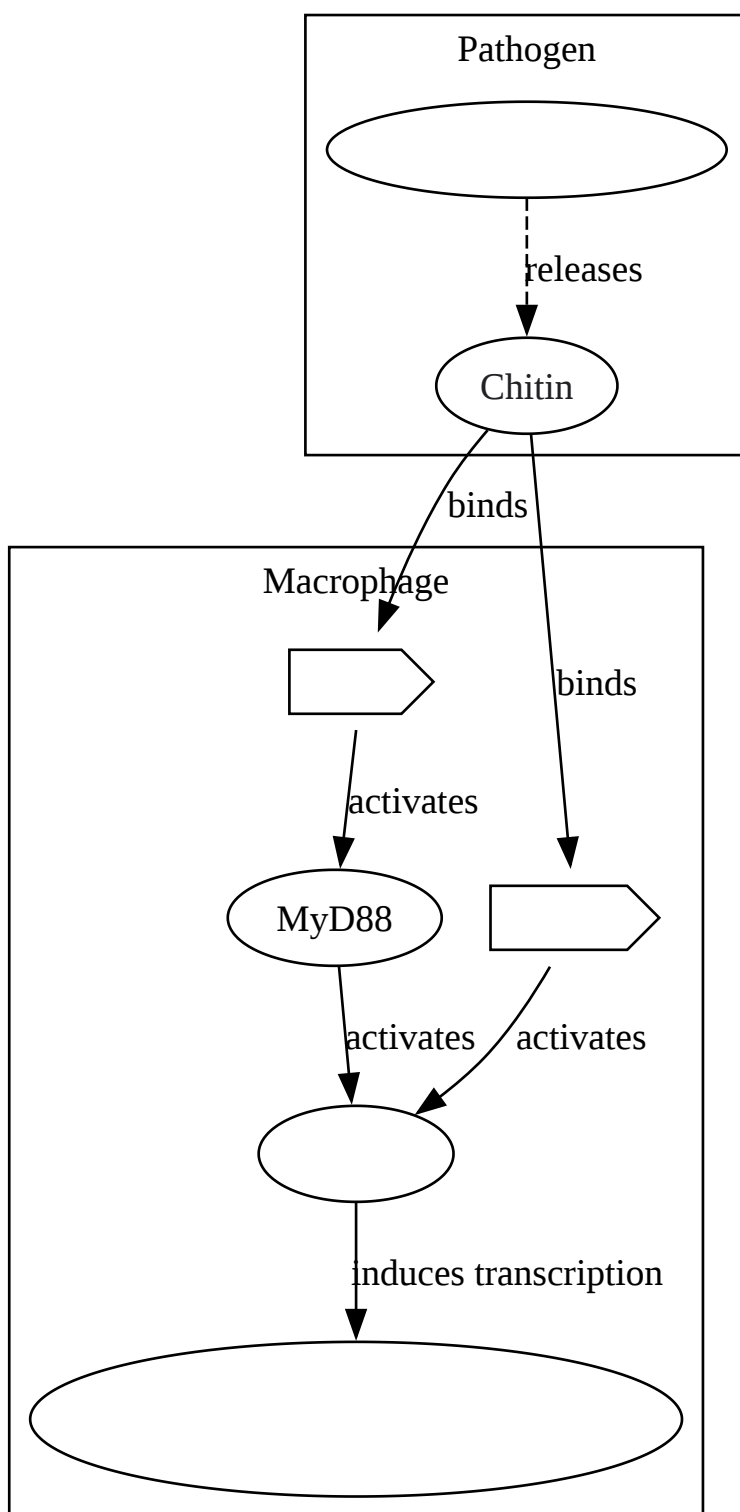 Pathogen
releases
Chitin
binds
Macrophage
binds
activates
MyD88
activates
activates
induces transcription